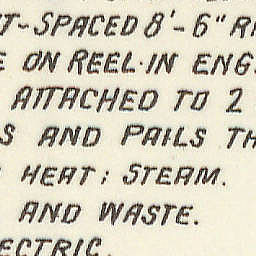 T-SPACED 8'-6" R
E ON REEL IN ENG
ATTACHED TO 2
S AND PAILS TH
HEAT; STEAM.
AND WASTE.
ECTRIC.